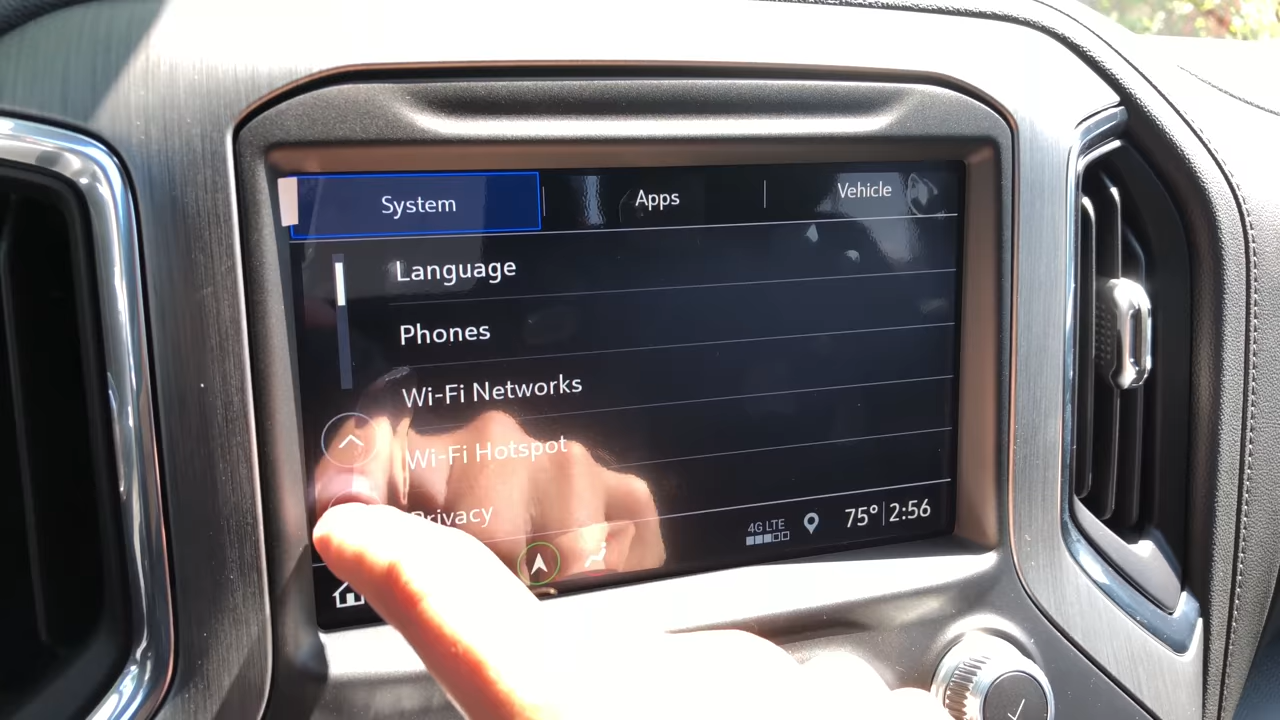 System Apps Vehicle
Language
Phones
Wi-Fi Networks
Wi-Fi Hotspot
Privacy
4G LTE 75° 2:56